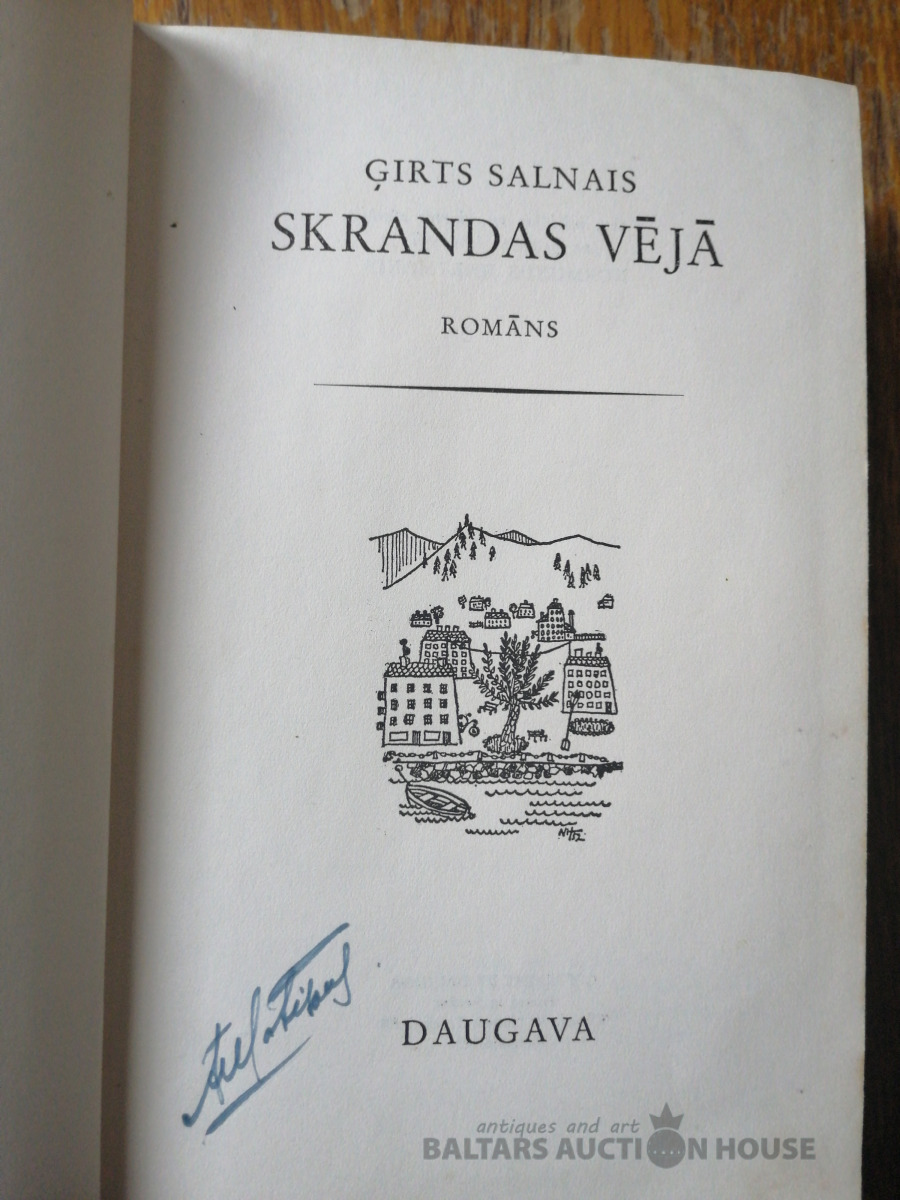 ĢIRTS SALNAIS
SKRANDAS VĒJĀ
ROMĀNS
DAUGAVA
antiques and art
BALTARS AUCTION HOUSE